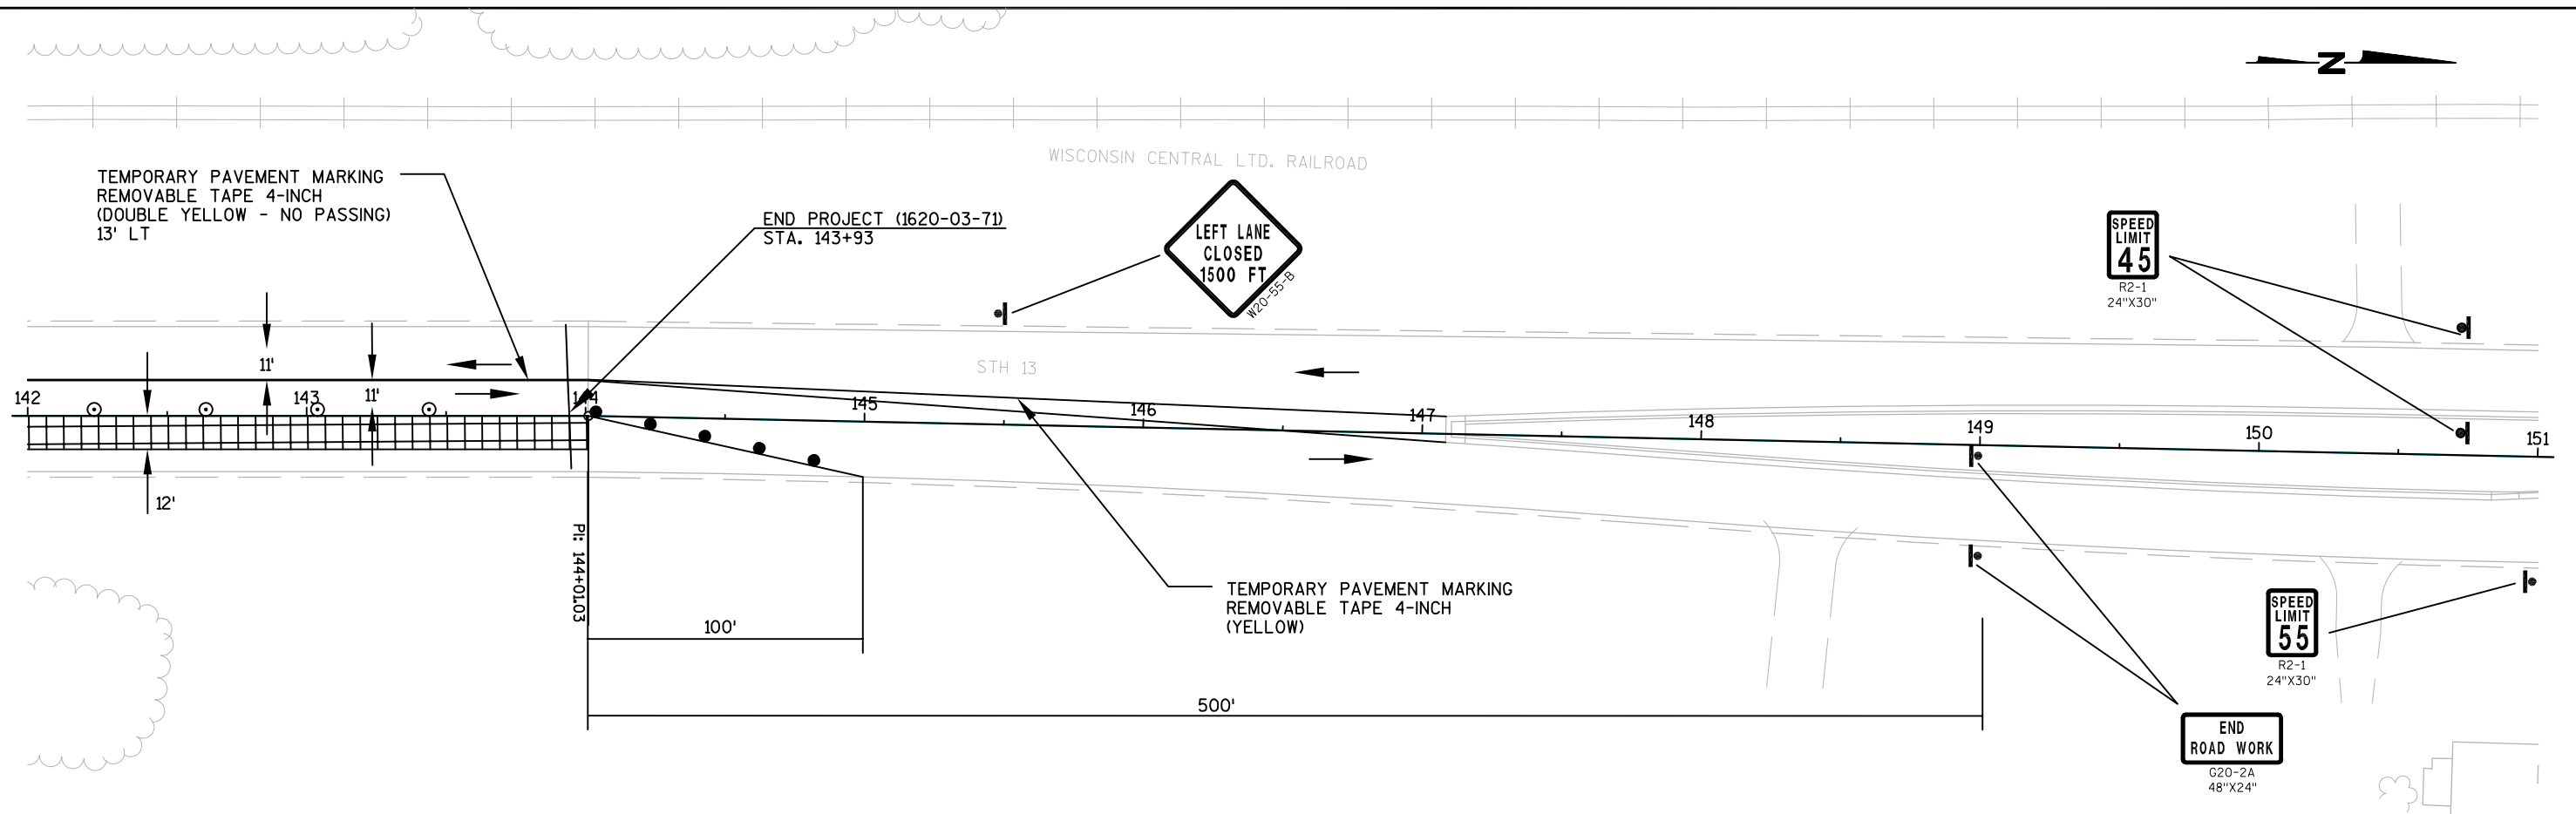 N
WISCONSIN CENTRAL LTD. RAILROAD
TEMPORARY PAVEMENT MARKING
REMOVABLE TAPE 4-INCH
(DOUBLE YELLOW - NO PASSING)
13' LT
END PROJECT (1620-03-71)
STA. 143+93
LEFT LANE
CLOSED
1500 FT
W20-55-B
SPEED
LIMIT
45
R2-1
24"X30"
11'
11'
STH 13
142
143
144
145
146
147
148
149
150
151
12'
PI: 144+01.03
100'
TEMPORARY PAVEMENT MARKING
REMOVABLE TAPE 4-INCH
(YELLOW)
SPEED
LIMIT
55
R2-1
24"X30"
500'
END
ROAD WORK
G20-2A
48"X24"